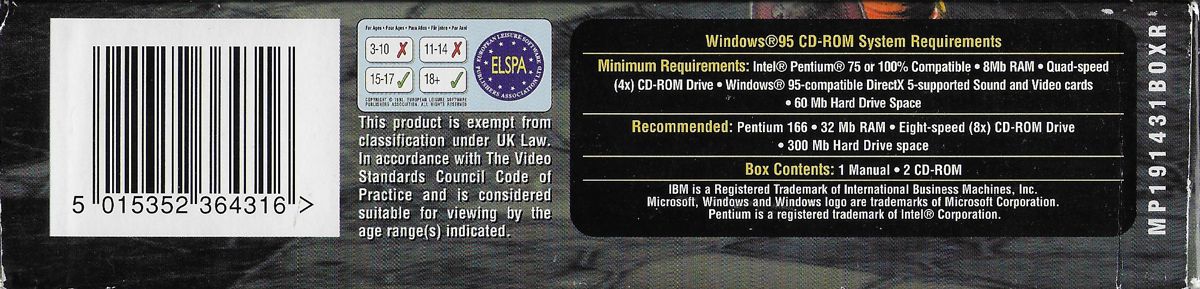 5 015352 364316 >
For Ages • Pour Ages • Para Años • Für Jahre • Par Anni
3-10 ✗ 11-14 ✗
15-17 ✓ 18+ ✓
EUROPEAN LEISURE SOFTWARE PUBLISHERS ASSOCIATION LTD
ELSPA
COPYRIGHT © EUROPEAN LEISURE SOFTWARE
PUBLISHERS ASSOCIATION. ALL RIGHTS RESERVED
This product is exempt from
classification under UK Law.
In accordance with The Video
Standards Council Code of
Practice and is considered
suitable for viewing by the
age range(s) indicated.
Windows®95 CD-ROM System Requirements
Minimum Requirements: Intel® Pentium® 75 or 100% Compatible • 8Mb RAM • Quad-speed
(4x) CD-ROM Drive • Windows® 95-compatible DirectX 5-supported Sound and Video cards
• 60 Mb Hard Drive Space
Recommended: Pentium 166 • 32 Mb RAM • Eight-speed (8x) CD-ROM Drive
• 300 Mb Hard Drive space
Box Contents: 1 Manual • 2 CD-ROM
IBM is a Registered Trademark of International Business Machines, Inc.
Microsoft, Windows and Windows logo are trademarks of Microsoft Corporation.
Pentium is a registered trademark of Intel® Corporation.
MP191431BOXR